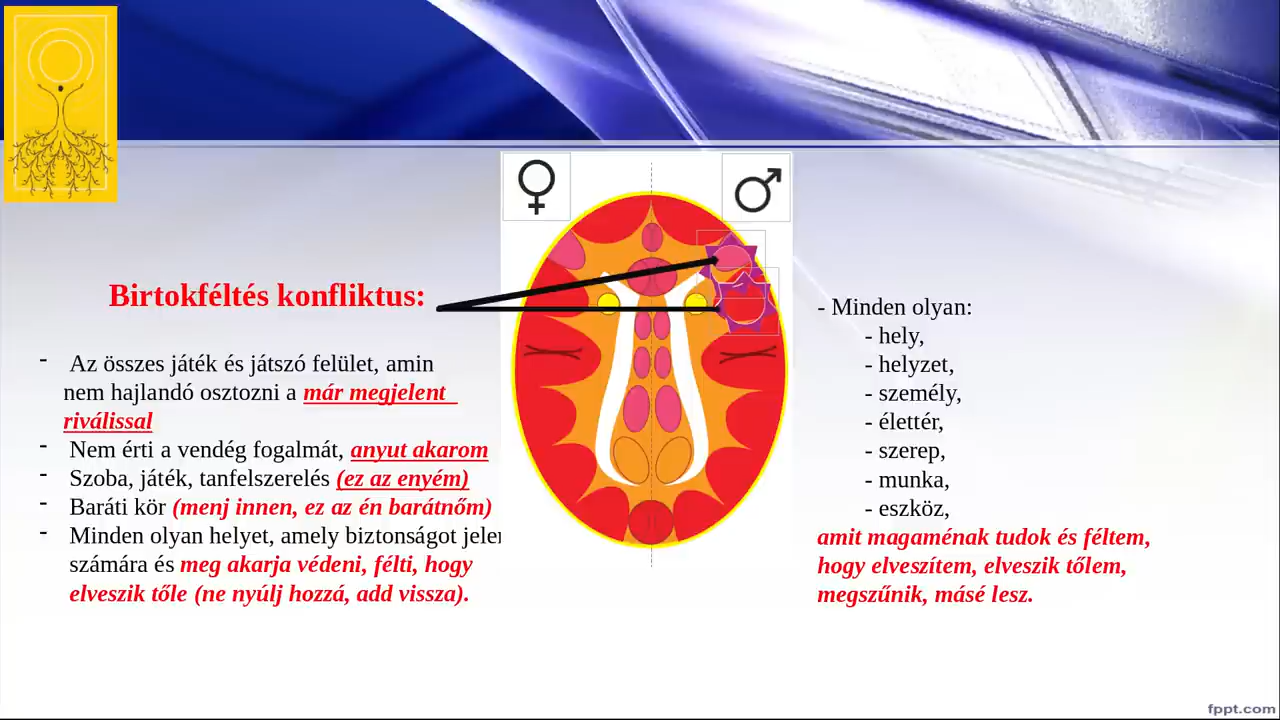 Birtokféltés konfliktus:
- Az összes játék és játszó felület, amin
nem hajlandó osztozni a már megjelent
riválissal
- Nem érti a vendég fogalmát, anyut akarom
- Szoba, játék, tanfelszerelés (ez az enyém)
- Baráti kör (menj innen, ez az én barátnőm)
- Minden olyan helyet, amely biztonságot jelen
számára és meg akarja védeni, félti, hogy
elveszik tőle (ne nyúlj hozzá, add vissza).
- Minden olyan:
- hely,
- helyzet,
- személy,
- élettér,
- szerep,
- munka,
- eszköz,
amit magaménak tudok és féltem,
hogy elveszítem, elveszik tőlem,
megszűnik, másé lesz.
fppt.com